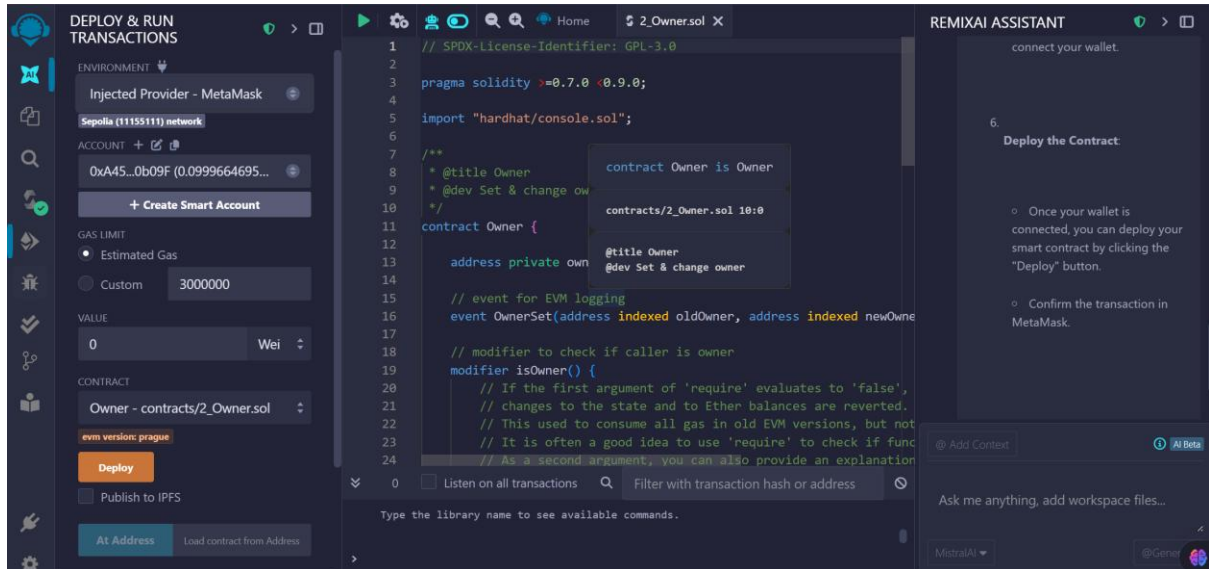 DEPLOY & RUN
TRANSACTIONS
ENVIRONMENT
Injected Provider - MetaMask
Sepolia (11155111) network
ACCOUNT
0xA45...0b09F (0.0999664695...
+ Create Smart Account
GAS LIMIT
Estimated Gas
Custom 3000000
VALUE
0 Wei
CONTRACT
Owner - contracts/2_Owner.sol
evm version: prague
Deploy
Publish to IPFS
At Address Load contract from Address
AI
Home 2_Owner.sol
1 // SPDX-License-Identifier: GPL-3.0
2
3 pragma solidity >=0.7.0 <0.9.0;
4
5 import "hardhat/console.sol";
6
7 /**
8 * @title Owner
9 * @dev Set & change ow
10 */
11 contract Owner {
12
13 address private own
14
15 // event for EVM logging
16 event OwnerSet(address indexed oldOwner, address indexed newOwne
17
18 // modifier to check if caller is owner
19 modifier isOwner() {
20 // If the first argument of 'require' evaluates to 'false',
21 // changes to the state and to Ether balances are reverted.
22 // This used to consume all gas in old EVM versions, but not
23 // It is often a good idea to use 'require' to check if func
24 // As a second argument, you can also provide an explanation
contract Owner is Owner
contracts/2_Owner.sol 10:0
@title Owner
@dev Set & change owner
0 Listen on all transactions Filter with transaction hash or address
Type the library name to see available commands.
>
REMIXAI ASSISTANT
connect your wallet.
6.
Deploy the Contract:
Once your wallet is
connected, you can deploy your
smart contract by clicking the
"Deploy" button.
Confirm the transaction in
MetaMask.
@ Add Context AI Beta
Ask me anything, add workspace files...
MistralAI